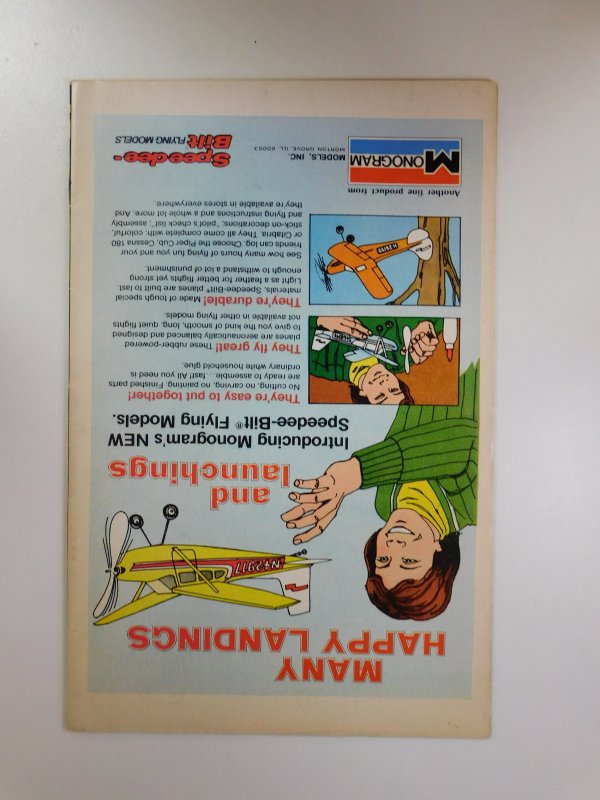 MANY
HAPPY LANDINGS
N42917
and
launchings
Introducing Monogram's NEW
Speedee-Bilt® Flying Models.
They're easy to put together!
No cutting, no carving, no painting. Finished parts
are ready to assemble . . . fast! All you need is
ordinary white household glue.
They fly great! These rubber-powered
planes are aeronautically balanced and designed
to give you the kind of smooth, long, quiet flights
not available in other flying models.
They're durable! Made of tough special
materials, Speedee-Bilt® planes are built to last.
Light as a feather for better flights yet strong
enough to withstand a lot of punishment.
See how many hours of flying fun you and your
friends can log. Choose the Piper Cub, Cessna 180
or Citabria. They all come complete with: colorful,
stick-on decorations, "pilot's check list", assembly
and flying instructions and a whole lot more. And
they're available in stores everywhere.
Another fine product from
MONOGRAM
MODELS, INC.
MORTON GROVE, ILL. 60053
Speedee-
Bilt FLYING MODELS